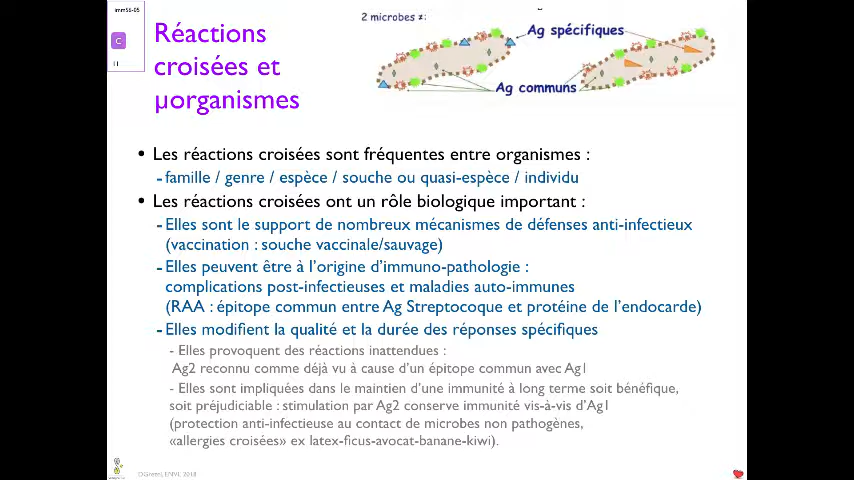 imm58-05
C
11
Réactions
croisées et
µorganismes
2 microbes ≠:
Ag spécifiques
Ag communs
• Les réactions croisées sont fréquentes entre organismes :
- famille / genre / espèce / souche ou quasi-espèce / individu
• Les réactions croisées ont un rôle biologique important :
- Elles sont le support de nombreux mécanismes de défenses anti-infectieux
(vaccination : souche vaccinale/sauvage)
- Elles peuvent être à l'origine d'immuno-pathologie :
complications post-infectieuses et maladies auto-immunes
(RAA : épitope commun entre Ag Streptocoque et protéine de l'endocarde)
- Elles modifient la qualité et la durée des réponses spécifiques
- Elles provoquent des réactions inattendues :
Ag2 reconnu comme déjà vu à cause d'un épitope commun avec Ag1
- Elles sont impliquées dans le maintien d'une immunité à long terme soit bénéfique,
soit préjudiciable : stimulation par Ag2 conserve immunité vis-à-vis d'Ag1
(protection anti-infectieuse au contact de microbes non pathogènes,
«allergies croisées» ex latex-ficus-avocat-banane-kiwi).
©GreenI, ENVL 2018